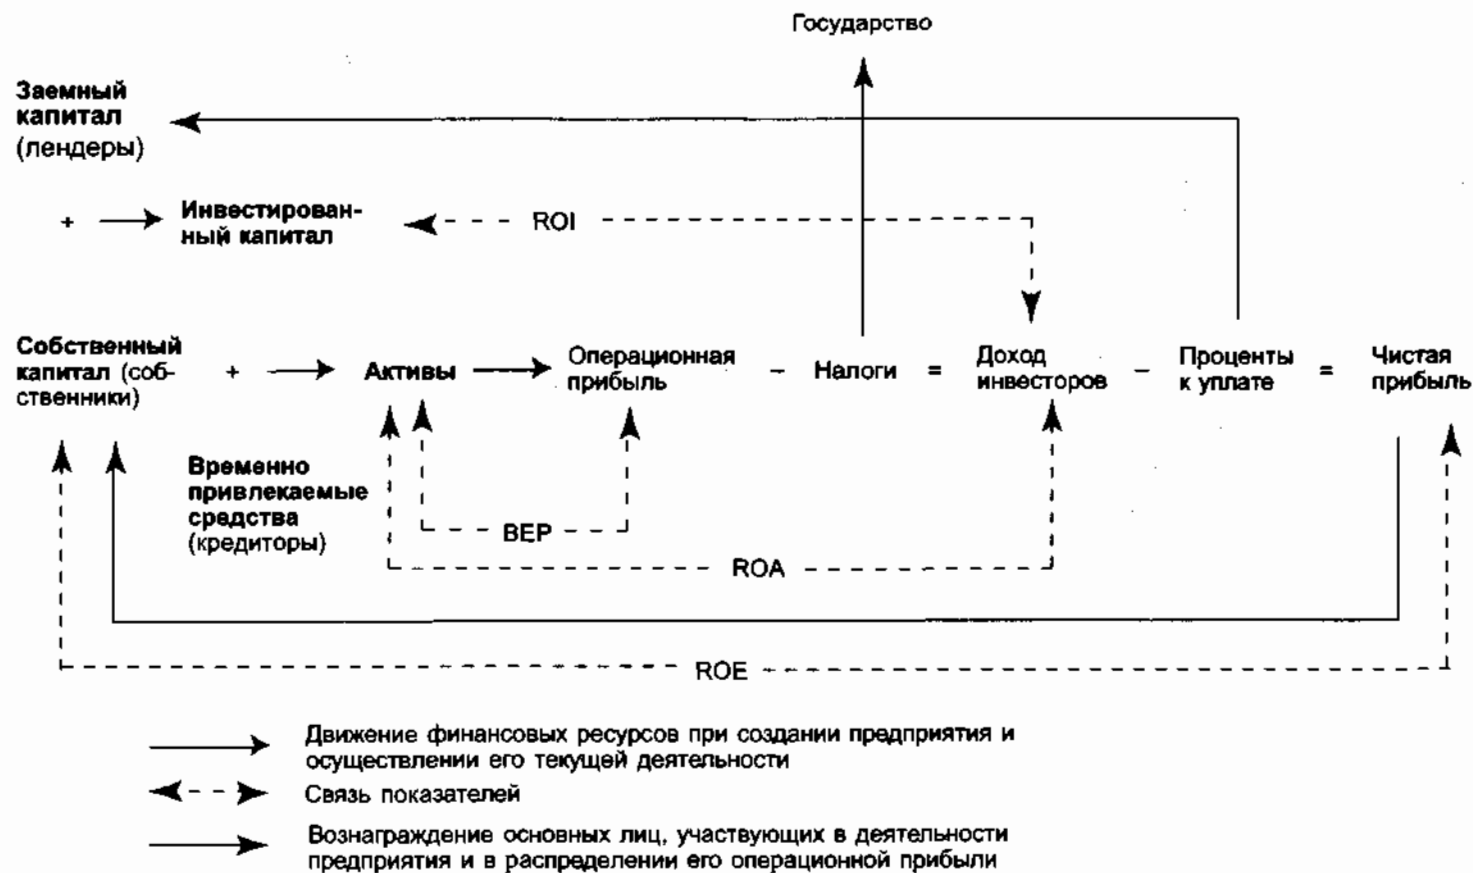 Государство
Заемный
капитал
(лендеры)
+
Инвестирован-
ный капитал
ROI
Собственный
капитал (соб-
ственники)
+
Активы
Операционная
прибыль
–
Налоги
=
Доход
инвесторов
–
Проценты
к уплате
=
Чистая
прибыль
Временно
привлекаемые
средства
(кредиторы)
BEP
ROA
ROE
Движение финансовых ресурсов при создании предприятия и
осуществлении его текущей деятельности
Связь показателей
Вознаграждение основных лиц, участвующих в деятельности
предприятия и в распределении его операционной прибыли